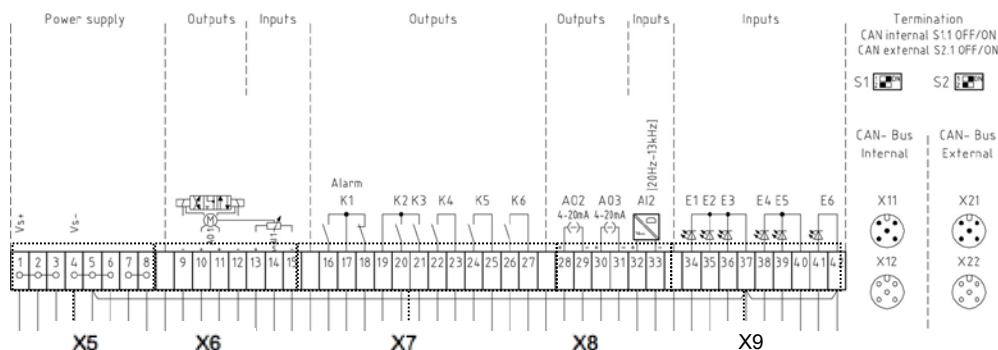 Power supply Outputs Inputs Outputs Outputs Inputs Inputs Termination
CAN internal S1.1 OFF/ON
CAN external S2.1 OFF/ON
S1 ON S2 ON
CAN- Bus CAN- Bus
Internal External
[20Hz-13kHz]
Alarm
Vs+ Vs- K1 K2 K3 K4 K5 K6 AO2 AO3 AI2 E1 E2 E3 E4 E5 E6 X11 X21
4-20mA 4-20mA
M
X12 X22
1 2 3 4 5 6 7 8 9 10 11 12 13 14 15 16 17 18 19 20 21 22 23 24 25 26 27 28 29 30 31 32 33 34 35 36 37 38 39 40 41 4
X5 X6 X7 X8 X9